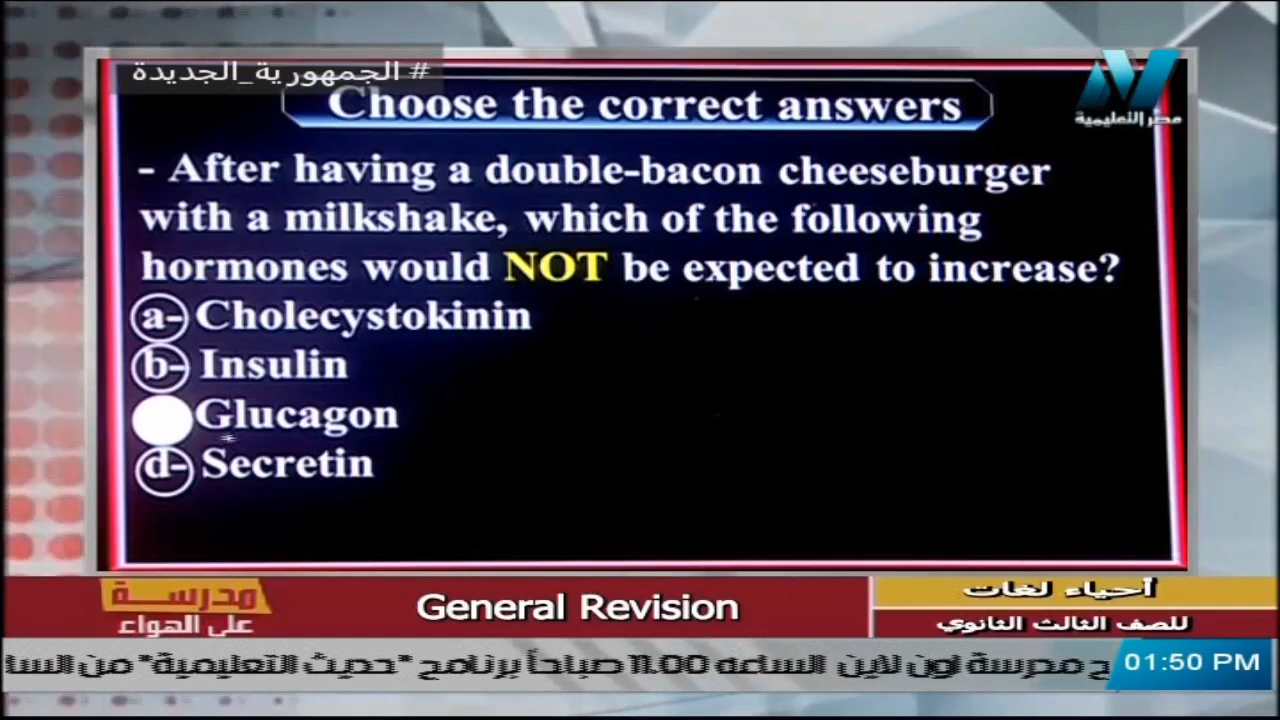 # الجمهورية_الجديدة
مصر التعليمية
Choose the correct answers
- After having a double-bacon cheeseburger
with a milkshake, which of the following
hormones would NOT be expected to increase?
a- Cholecystokinin
b- Insulin
Glucagon
d- Secretin
مدرسة
على الهواء
General Revision
أحياء لغات
للصف الثالث الثانوي
مدرسة اون لاين الساعه 11.00 صباحاً برنامج "حديث التعليمية" من
01:50 PM